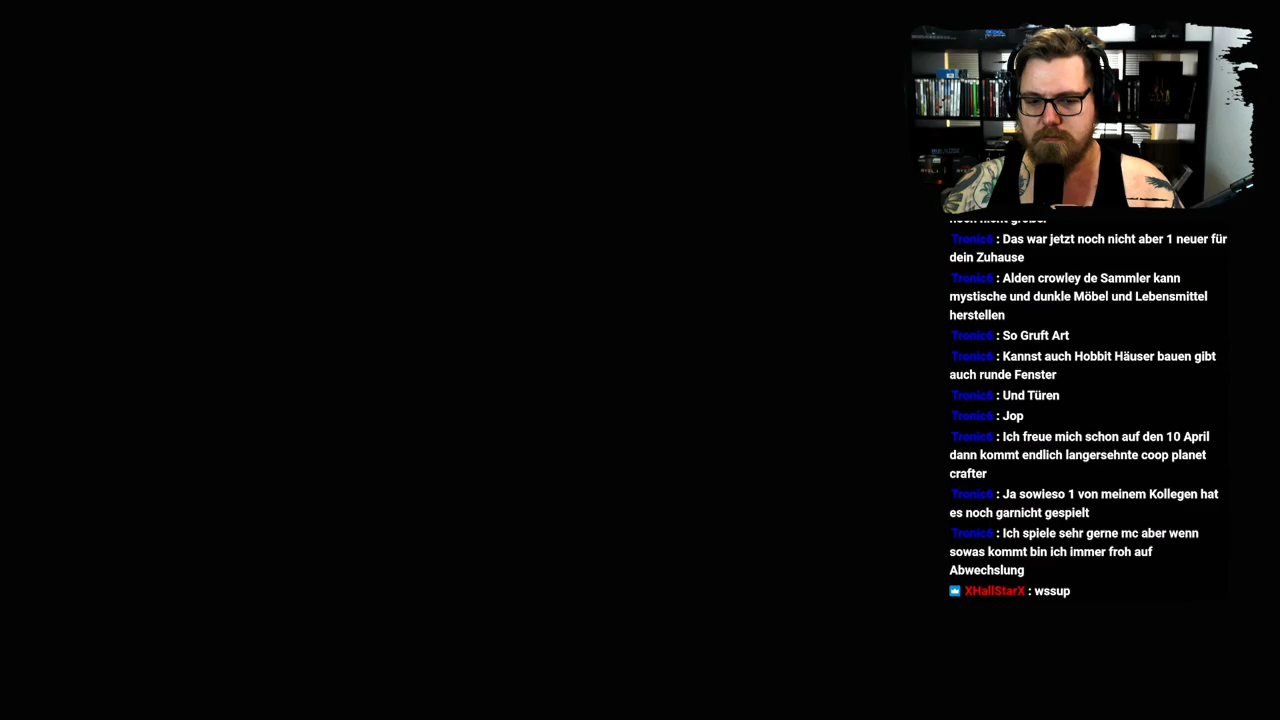 noch nicht größer
Tronic6 : Das war jetzt noch nicht aber 1 neuer für
dein Zuhause
Tronic6 : Alden crowley de Sammler kann
mystische und dunkle Möbel und Lebensmittel
herstellen
Tronic6 : So Gruft Art
Tronic6 : Kannst auch Hobbit Häuser bauen gibt
auch runde Fenster
Tronic6 : Und Türen
Tronic6 : Jop
Tronic6 : Ich freue mich schon auf den 10 April
dann kommt endlich langersehnte coop planet
crafter
Tronic6 : Ja sowieso 1 von meinem Kollegen hat
es noch garnicht gespielt
Tronic6 : Ich spiele sehr gerne mc aber wenn
sowas kommt bin ich immer froh auf
Abwechslung
XHallStarX : wssup